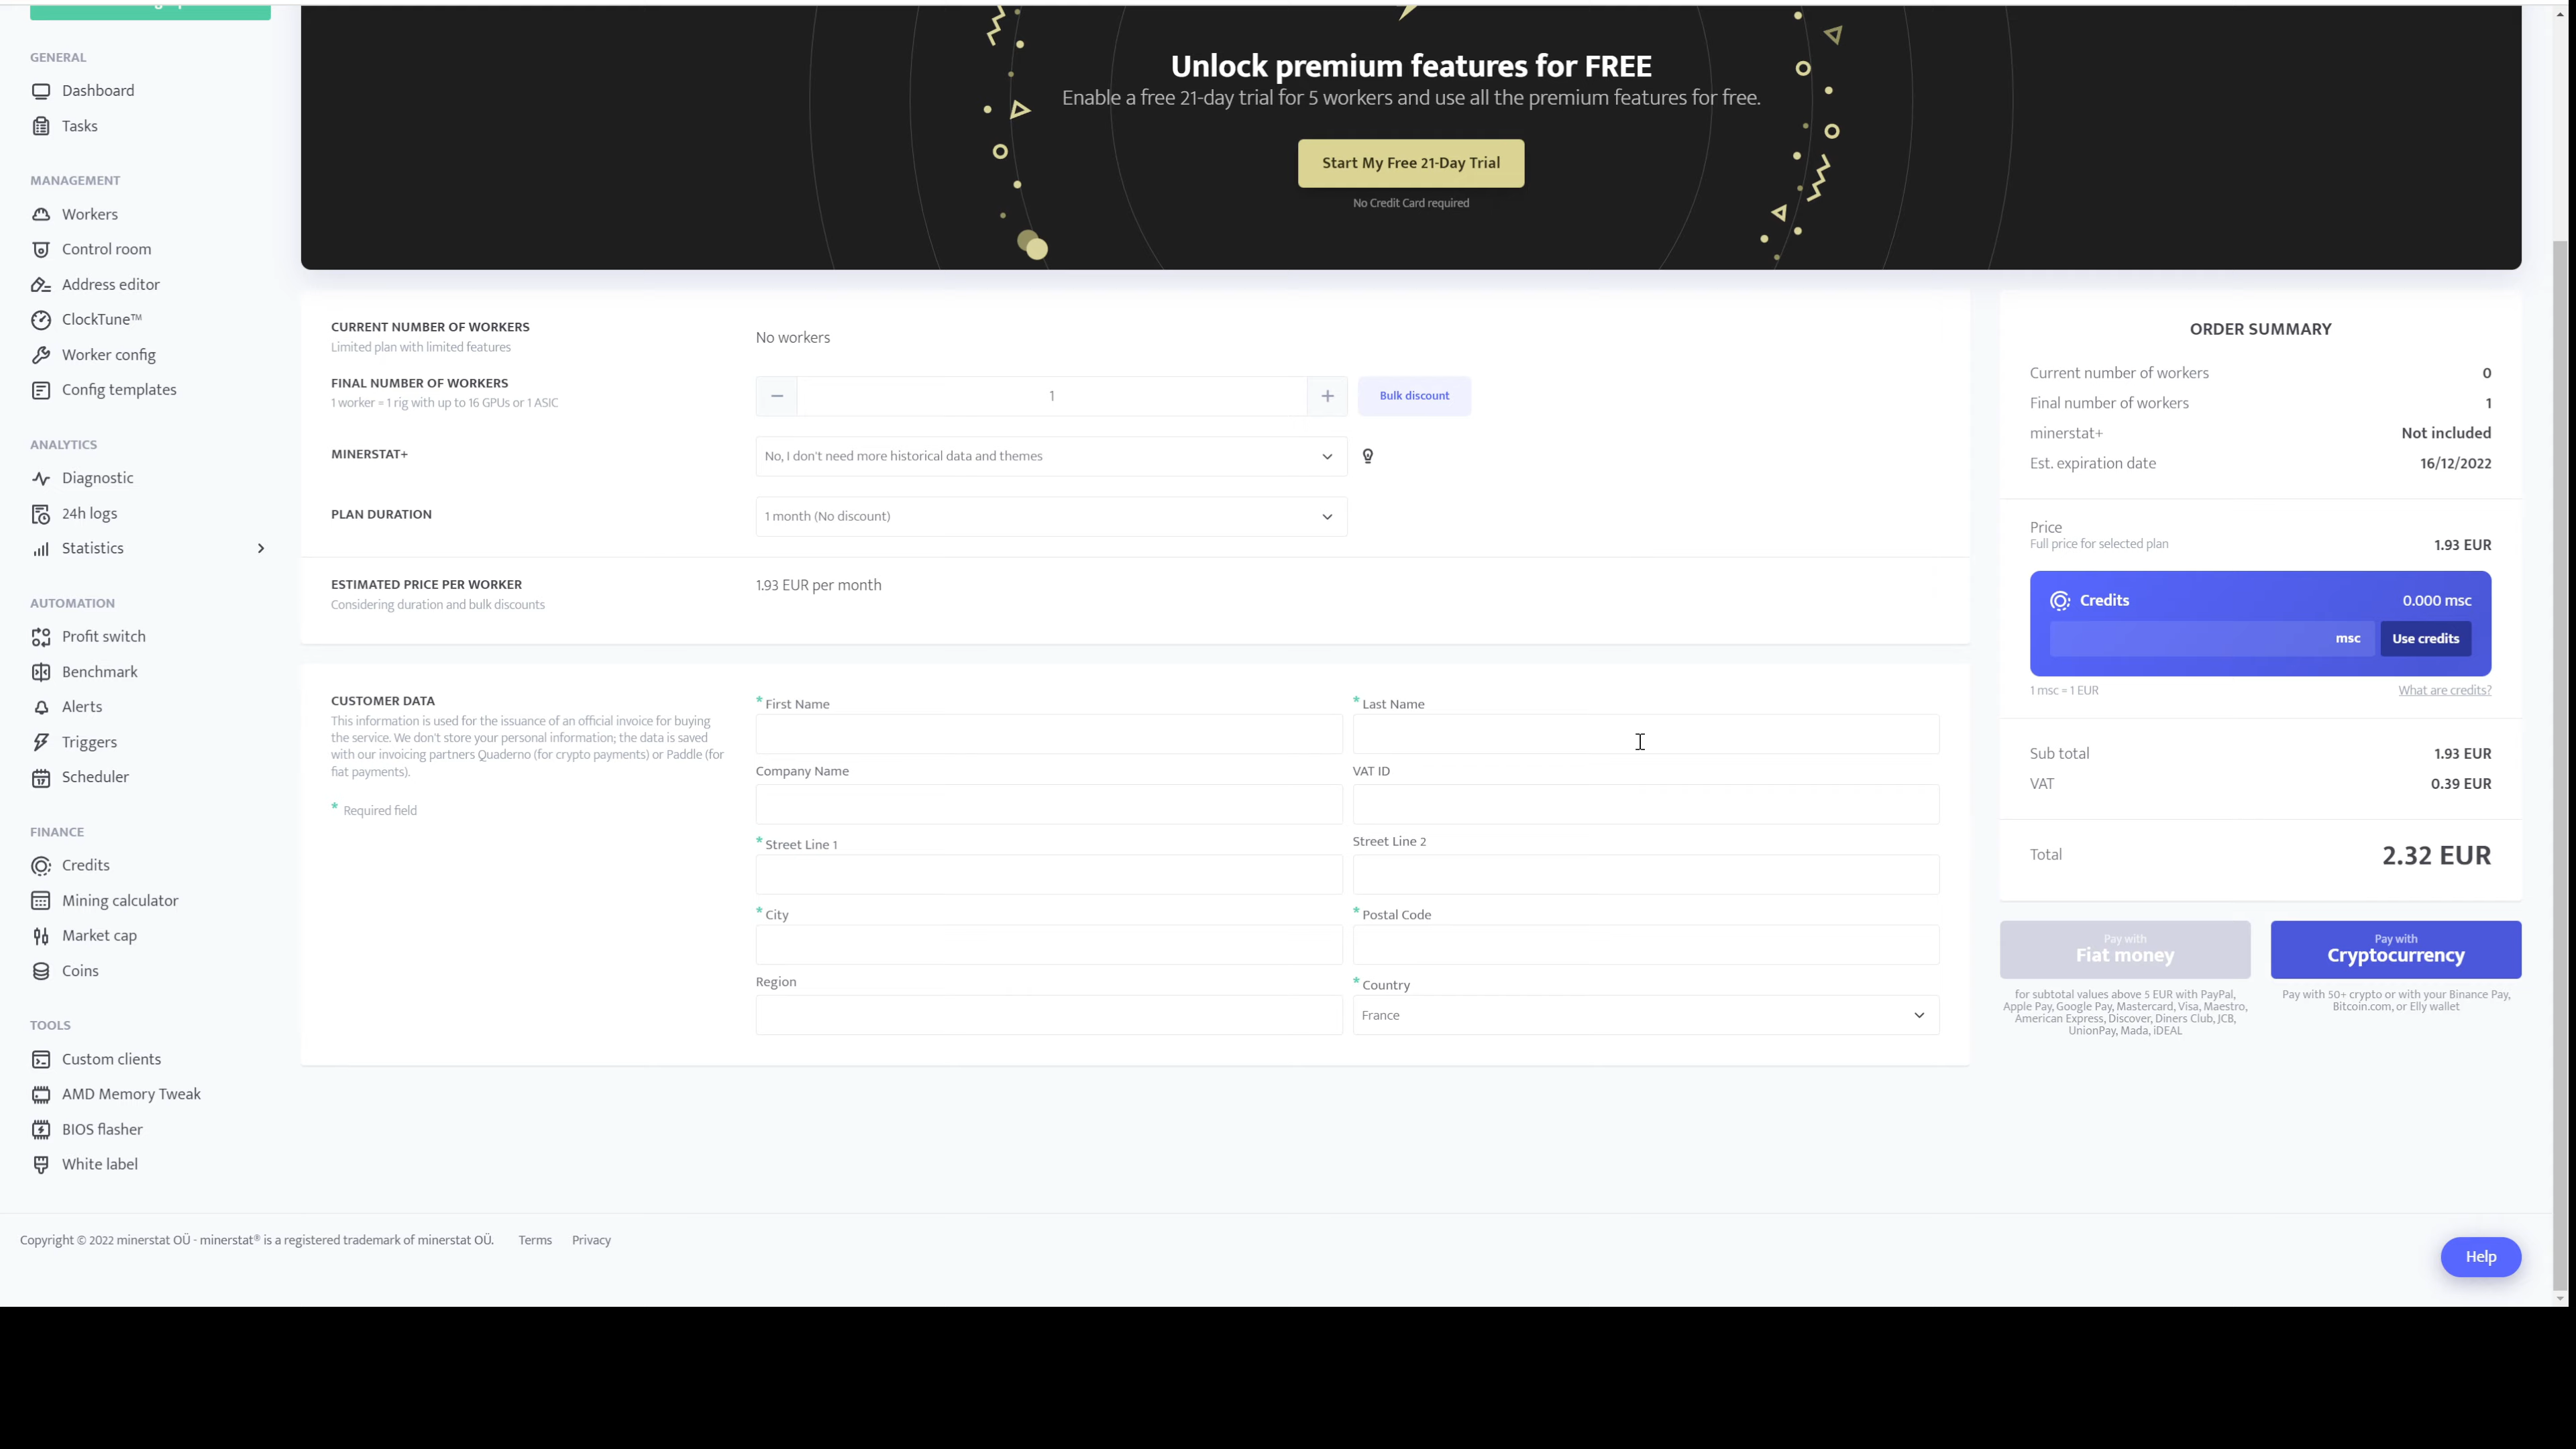 GENERAL
Dashboard
Tasks
MANAGEMENT
Workers
Control room
Address editor
ClockTune™
Worker config
Config templates
ANALYTICS
Diagnostic
24h logs
Statistics
AUTOMATION
Profit switch
Benchmark
Alerts
Triggers
Scheduler
FINANCE
Credits
Mining calculator
Market cap
Coins
TOOLS
Custom clients
AMD Memory Tweak
BIOS flasher
White label
Unlock premium features for FREE
Enable a free 21-day trial for 5 workers and use all the premium features for free.
Start My Free 21-Day Trial
No Credit Card required
CURRENT NUMBER OF WORKERS
Limited plan with limited features
No workers
FINAL NUMBER OF WORKERS
1 worker = 1 rig with up to 16 GPUs or 1 ASIC
− 1 + Bulk discount
MINERSTAT+
No, I don't need more historical data and themes
PLAN DURATION
1 month (No discount)
ESTIMATED PRICE PER WORKER
Considering duration and bulk discounts
1.93 EUR per month
CUSTOMER DATA
This information is used for the issuance of an official invoice for buying
the service. We don't store your personal information; the data is saved
with our invoicing partners Quaderno (for crypto payments) or Paddle (for
fiat payments).
* Required field
* First Name
* Last Name
Company Name
VAT ID
* Street Line 1
Street Line 2
* City
* Postal Code
Region
* Country
France
ORDER SUMMARY
Current number of workers 0
Final number of workers 1
minerstat+ Not included
Est. expiration date 16/12/2022
Price
Full price for selected plan
1.93 EUR
Credits 0.000 msc
msc Use credits
1 msc = 1 EUR What are credits?
Sub total 1.93 EUR
VAT 0.39 EUR
Total 2.32 EUR
Pay with
Fiat money
for subtotal values above 5 EUR with PayPal,
Apple Pay, Google Pay, Mastercard, Visa, Maestro,
American Express, Discover, Diners Club, JCB,
UnionPay, Mada, iDEAL
Pay with
Cryptocurrency
Pay with 50+ crypto or with your Binance Pay,
Bitcoin.com, or Elly wallet
Copyright © 2022 minerstat OÜ - minerstat® is a registered trademark of minerstat OÜ. Terms Privacy
Help